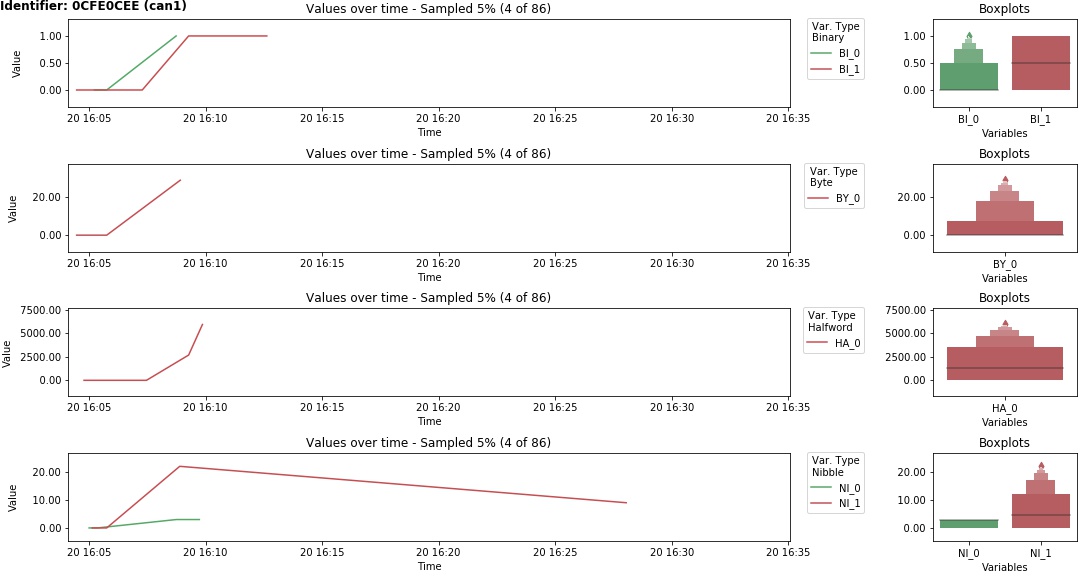 Identifier: 0CFE0CEE (can1)
Values over time - Sampled 5% (4 of 86)
Boxplots
Value
1.00
0.50
0.00
20 16:05
20 16:10
20 16:15
20 16:20
20 16:25
20 16:30
20 16:35
Time
Var. Type
Binary
BI_0
BI_1
1.00
0.50
0.00
BI_0
BI_1
Variables
Values over time - Sampled 5% (4 of 86)
Boxplots
Value
20.00
0.00
20 16:05
20 16:10
20 16:15
20 16:20
20 16:25
20 16:30
20 16:35
Time
Var. Type
Byte
BY_0
20.00
0.00
BY_0
Variables
Values over time - Sampled 5% (4 of 86)
Boxplots
Value
7500.00
5000.00
2500.00
0.00
20 16:05
20 16:10
20 16:15
20 16:20
20 16:25
20 16:30
20 16:35
Time
Var. Type
Halfword
HA_0
7500.00
5000.00
2500.00
0.00
HA_0
Variables
Values over time - Sampled 5% (4 of 86)
Boxplots
Value
20.00
10.00
0.00
20 16:05
20 16:10
20 16:15
20 16:20
20 16:25
20 16:30
20 16:35
Time
Var. Type
Nibble
NI_0
NI_1
20.00
10.00
0.00
NI_0
NI_1
Variables